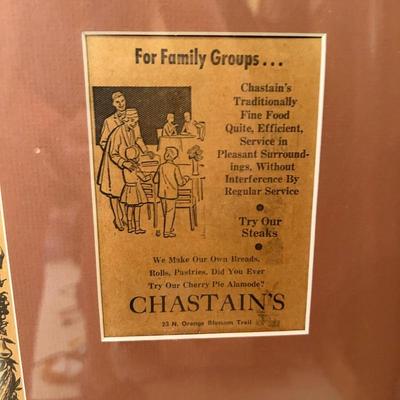 For Family Groups . . .
Chastain's
Traditionally
Fine Food
Quite, Efficient,
Service in
Pleasant Surround-
ings, Without
Interference By
Regular Service
•
Try Our
Steaks
•
We Make Our Own Breads,
Rolls, Pastries. Did You Ever
Try Our Cherry Pie Alamode?
CHASTAIN'S
23 N. Orange Blossom Trail